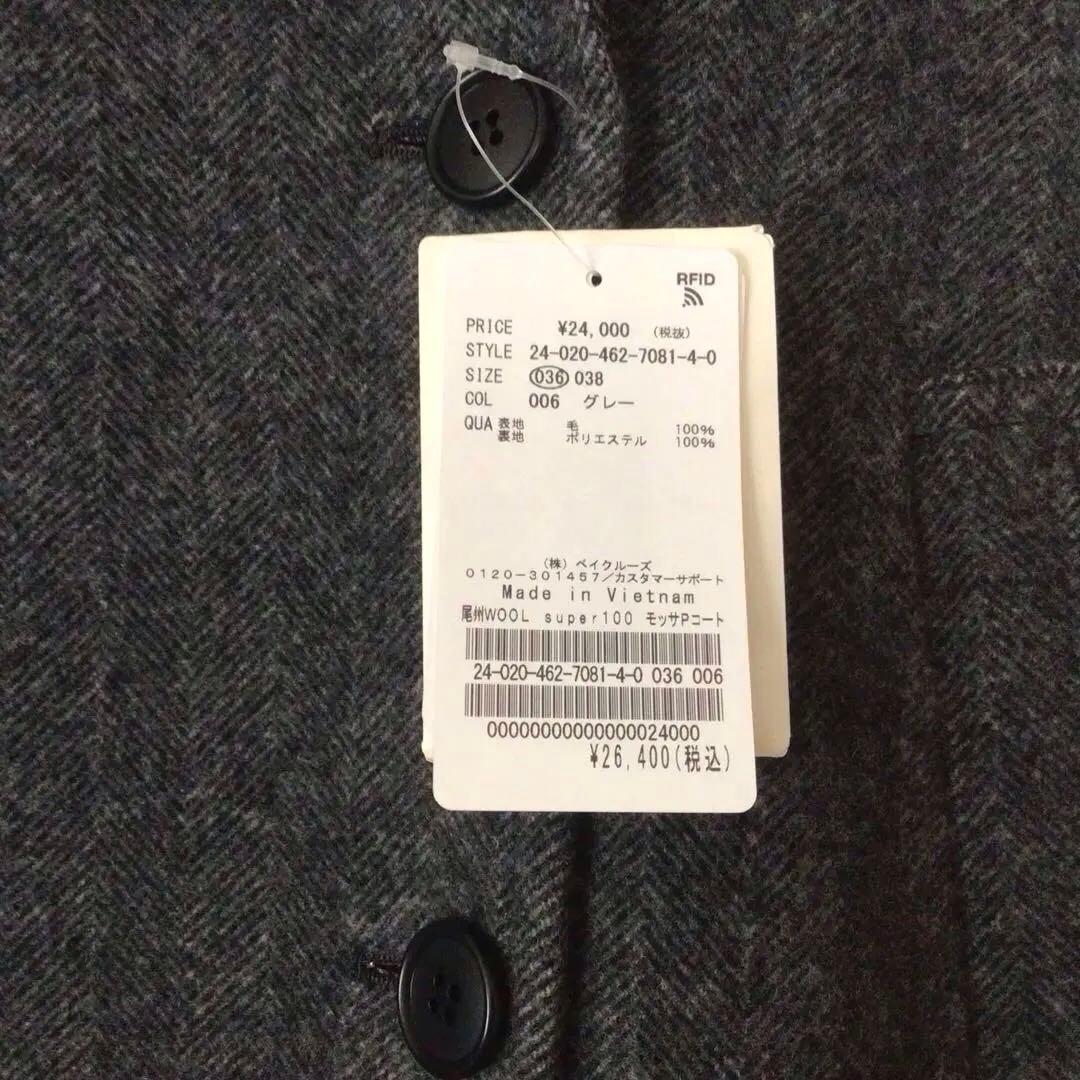 RFID
PRICE ¥24,000 (税抜)
STYLE 24-020-462-7081-4-0
SIZE 036 038
COL 006 グレー
QUA 表地 毛 100%
裏地 ポリエステル 100%
(株) ベイクルーズ
0120-301457/カスタマーサポート
Made in Vietnam
尾州WOOL super100 モッサPコート
24-020-462-7081-4-0 036 006
00000000000000024000
¥26,400(税込)